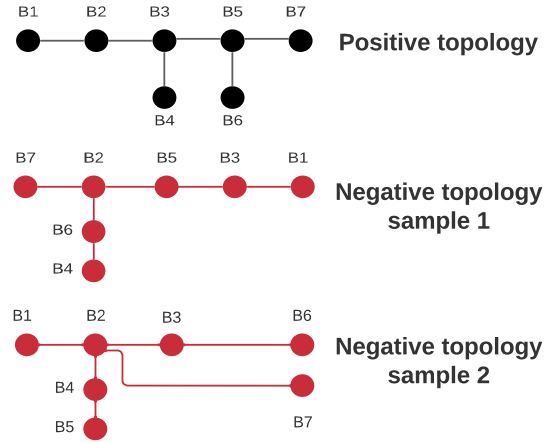 B1 B2 B3 B5 B7
Positive topology
B4 B6
B7 B2 B5 B3 B1
Negative topology
sample 1
B6
B4
B1 B2 B3 B6
Negative topology
sample 2
B4
B5
B7